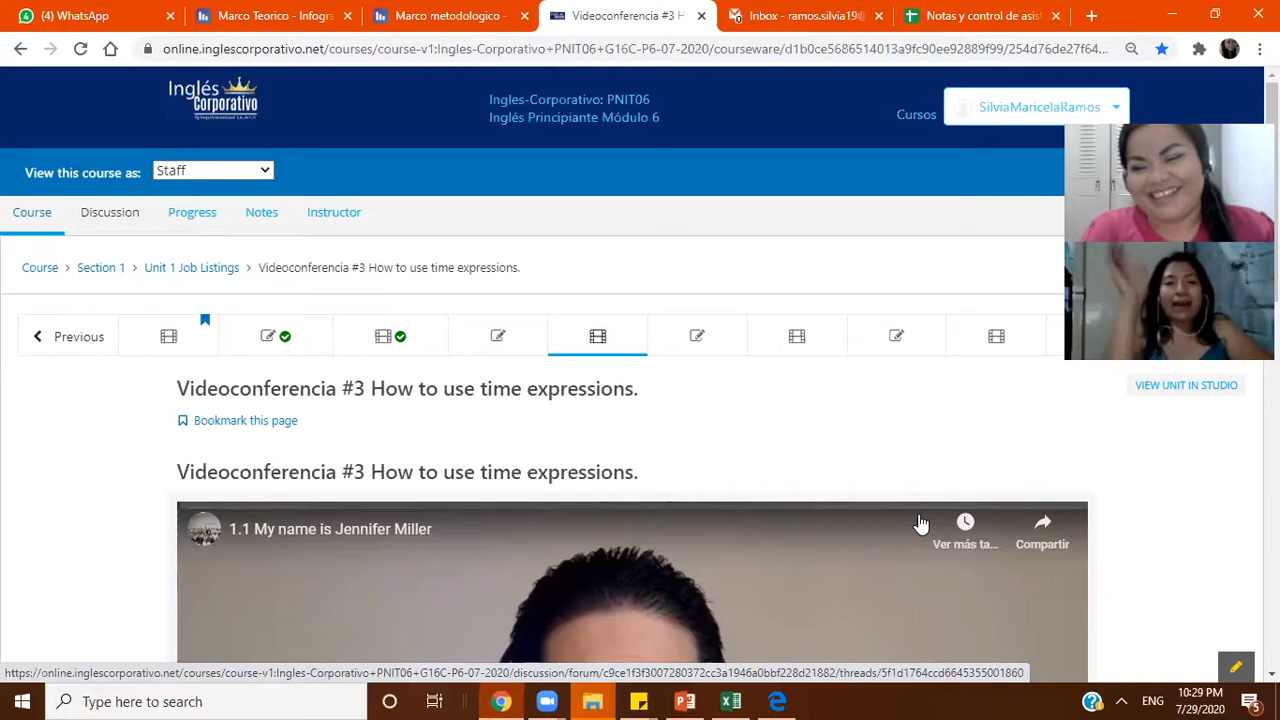 (4) WhatsApp
Marco Teorico - Infogra
Marco metodologico -
Videoconferencia #3 H
Inbox - ramos.silvia19@
Notas y control de asis
online.inglescorporativo.net/courses/course-v1:Ingles-Corporativo+PNIT06+G16C-P6-07-2020/courseware/d1b0ce5686514013a9fc90ee92889f99/254d76de27f64...
Inglés
Corporativo
Ingles-Corporativo: PNIT06
Inglés Principiante Módulo 6
Cursos
SilviaMaricelaRamos
View this course as:
Staff
Course
Discussion
Progress
Notes
Instructor
Course > Section 1 > Unit 1 Job Listings > Videoconferencia #3 How to use time expressions.
Previous
Videoconferencia #3 How to use time expressions.
VIEW UNIT IN STUDIO
Bookmark this page
Videoconferencia #3 How to use time expressions.
1.1 My name is Jennifer Miller
Ver más ta...
Compartir
https://online.inglescorporativo.net/courses/course-v1:Ingles-Corporativo+PNIT06+G16C-P6-07-2020/discussion/forum/c9ce1f3f3007280372cc3a1946a0bbf228d21882/threads/5f1d1764ccd6645355001860
Type here to search
ENG
10:29 PM
7/29/2020
5